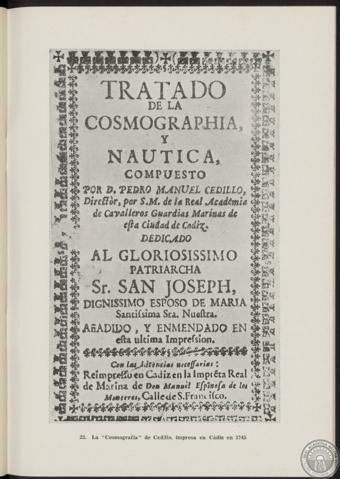 TRATADO
DE LA
COSMOGRAPHIA,
Y
NAUTICA,
COMPUESTO
POR D. PEDRO MANUEL CEDILLO,
Director, por S.M. de la Real Academia
de Cavalleros Guardias Marinas de
esta Ciudad de Cadiz.
DEDICADO
AL GLORIOSISSIMO
PATRIARCHA
Sr. SAN JOSEPH,
DIGNISSIMO ESPOSO DE MARIA
Santissima Sra. Nuestra.
AÑADIDO, Y ENMENDADO EN
esta ultima Impression.
Con las licencias necessarias:
Reimpresso en Cadiz en la Impēta Real
de Marina de Don Manuel Espinosa de los
Monteros, Calle de S. Francisco.
22. La "Cosmografía" de Cedillo, impresa en Cádiz en 1745